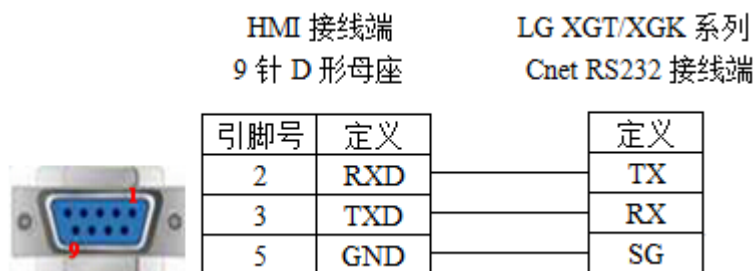 HMI 接线端 LG XGT/XGK 系列
9 针 D 形母座 Cnet RS232 接线端
引脚号 定义 定义
2 RXD TX
1
3 TXD RX
9
5 GND SG